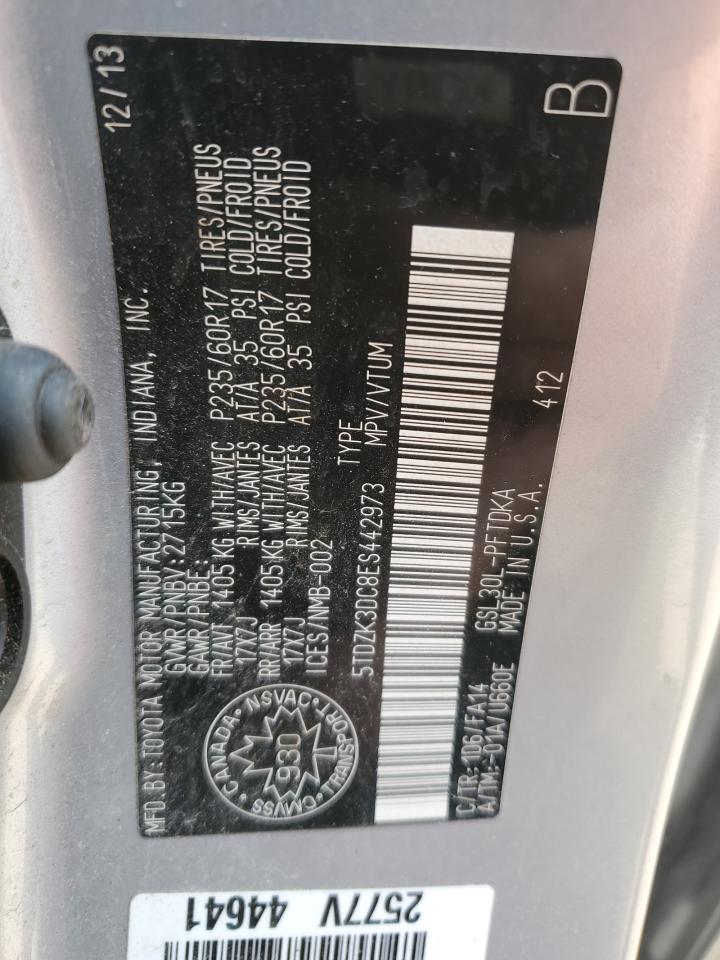 MFD.BY:TOYOTA MOTOR MANUFACTURING, INDIANA, INC. 12/13
GVWR/PNBV:2715KG
GAWR/PNBE:
FR/AVT 1405KG WITH/AVEC P235/60R17 TIRES/PNEUS
17X7J RIMS/JANTES AT/A 35 PSI COLD/FROID
RR/ARR 1405KG WITH/AVEC P235/60R17 TIRES/PNEUS
17X7J RIMS/JANTES AT/A 35 PSI COLD/FROID
ICES/NMB-002
CANADA • NSVAC • TRANSPORT • CMVSS •
930
5TDZK3DC8ES442973 TYPE
MPV/VTUM
C/TR: 1D6/FA14 GSL30L-PFTDKA 412
A/TM:-01A/U660E MADE IN U.S.A.
B
2577V
44641